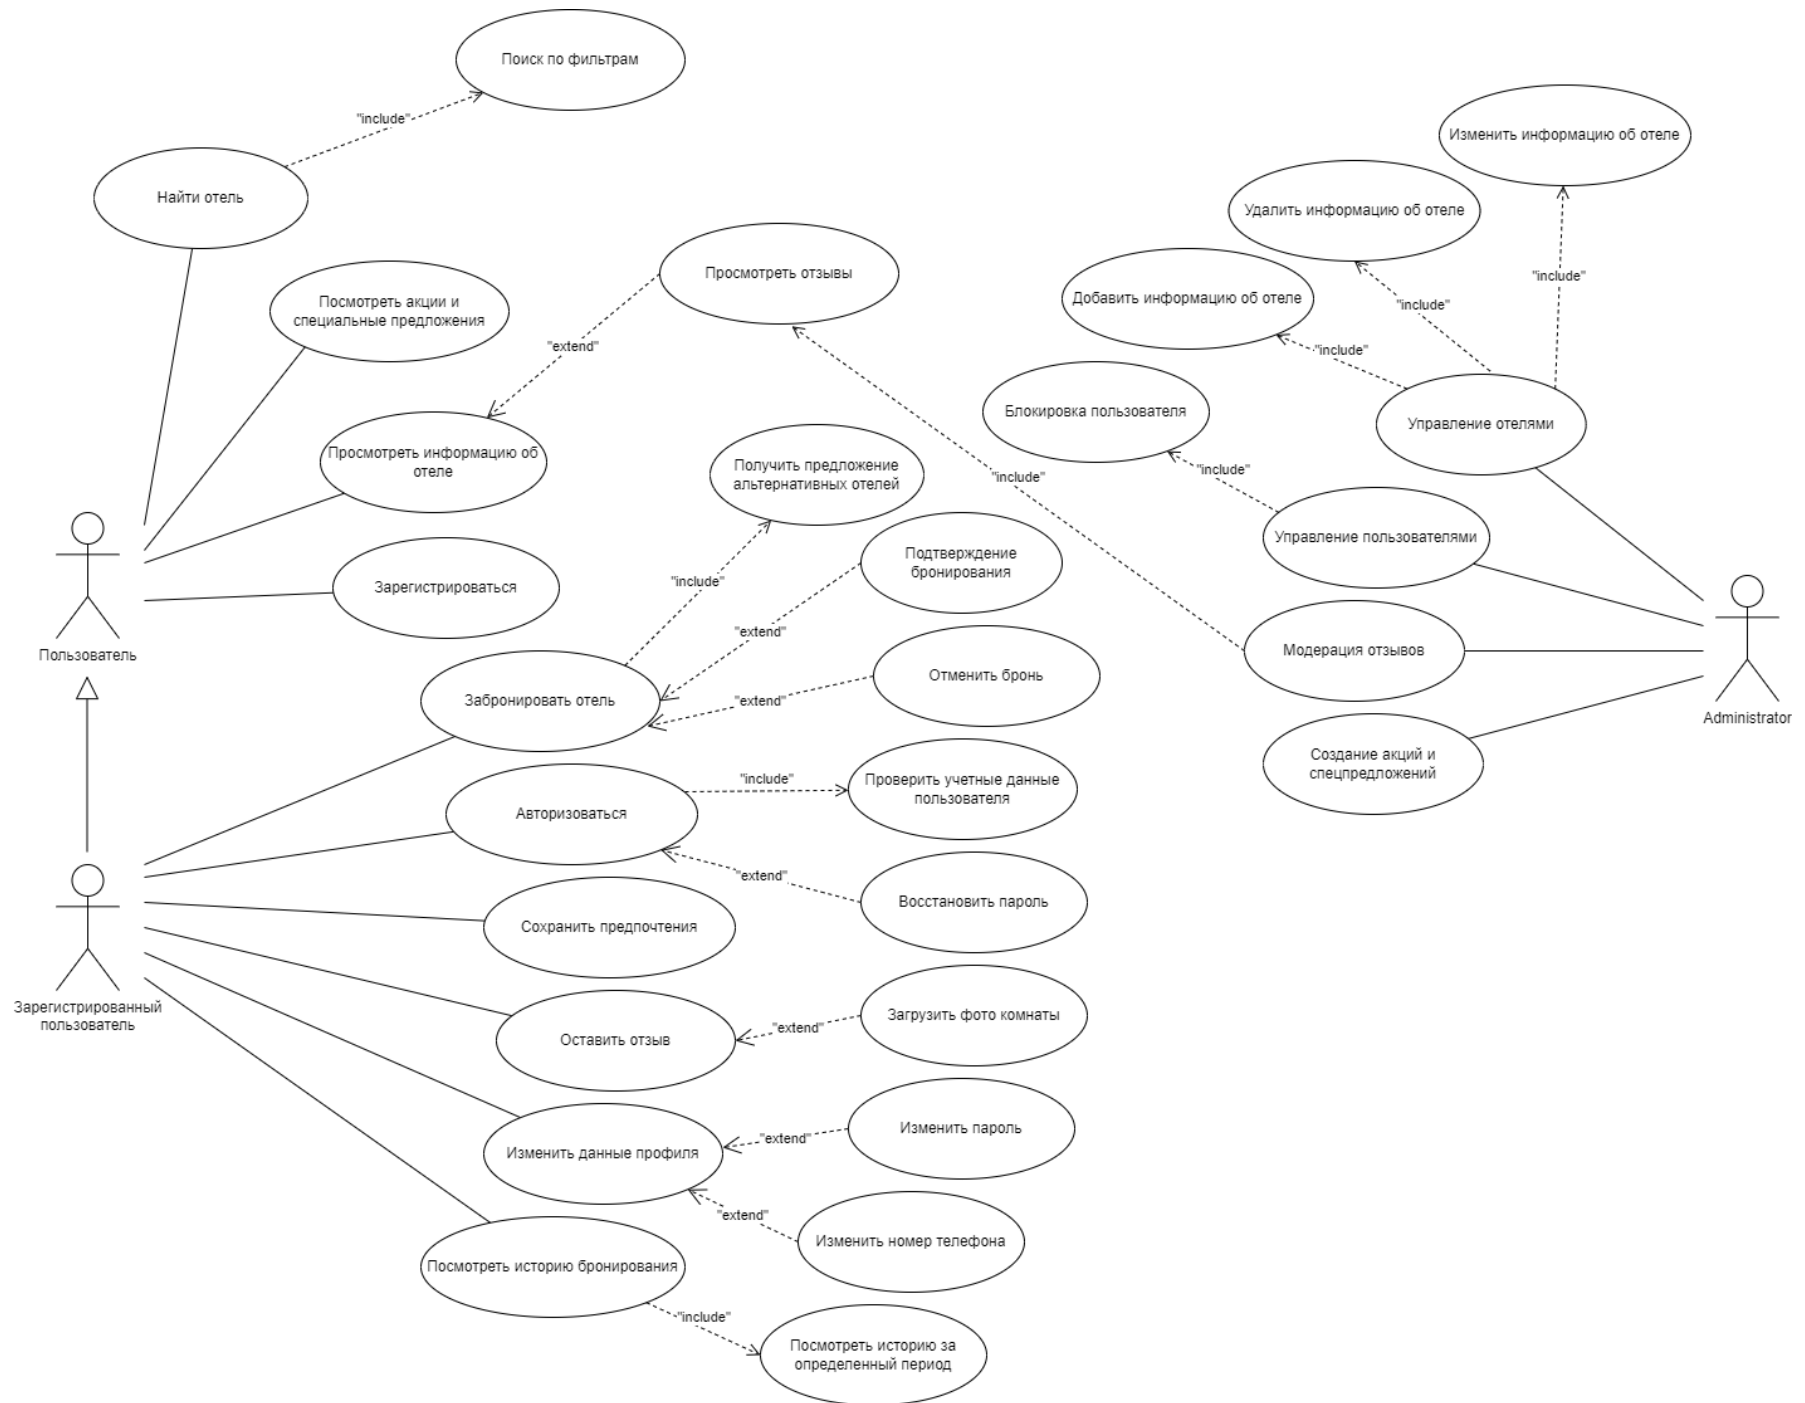 Поиск по фильтрам
"include"
Найти отель
Посмотреть акции и
специальные предложения
Просмотреть отзывы
"extend"
Просмотреть информацию об
отеле
Зарегистрироваться
Пользователь
Получить предложение
альтернативных отелей
"include"
Подтверждение
бронирования
"extend"
Забронировать отель
Отменить бронь
"extend"
Авторизоваться
"include"
Проверить учетные данные
пользователя
"extend"
Восстановить пароль
Сохранить предпочтения
Зарегистрированный
пользователь
Оставить отзыв
"extend"
Загрузить фото комнаты
Изменить данные профиля
"extend"
Изменить пароль
"extend"
Изменить номер телефона
Посмотреть историю бронирования
"include"
Посмотреть историю за
определенный период
Изменить информацию об отеле
"include"
Удалить информацию об отеле
"include"
Добавить информацию об отеле
"include"
Управление отелями
Блокировка пользователя
"include"
Управление пользователями
"include"
Модерация отзывов
Создание акций и
спецпредложений
Administrator